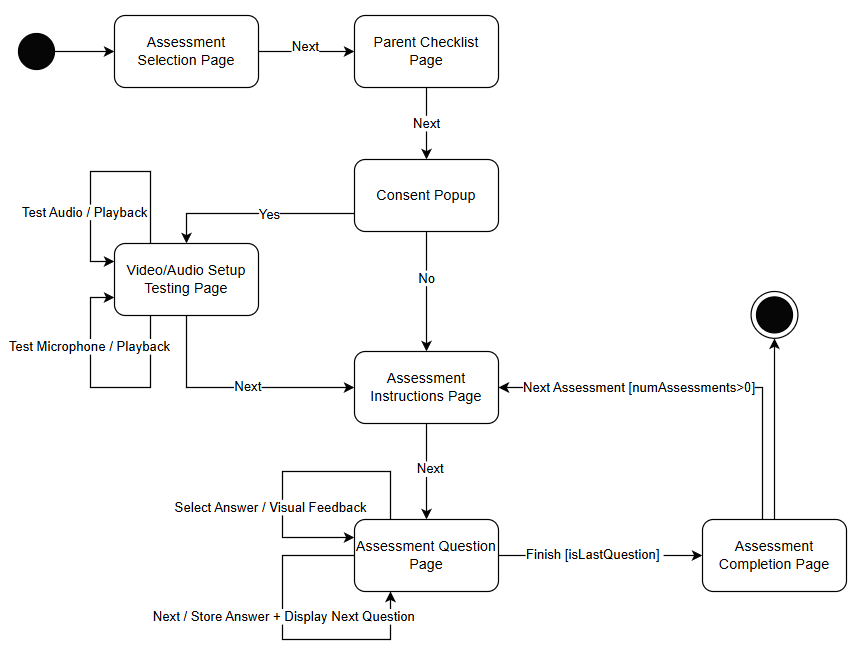 Assessment
Selection Page
Next
Parent Checklist
Page
Next
Consent Popup
Yes
No
Test Audio / Playback
Video/Audio Setup
Testing Page
Test Microphone / Playback
Next
Assessment
Instructions Page
Next Assessment [numAssessments>0]
Next
Select Answer / Visual Feedback
Assessment Question
Page
Finish [isLastQuestion]
Assessment
Completion Page
Next / Store Answer + Display Next Question